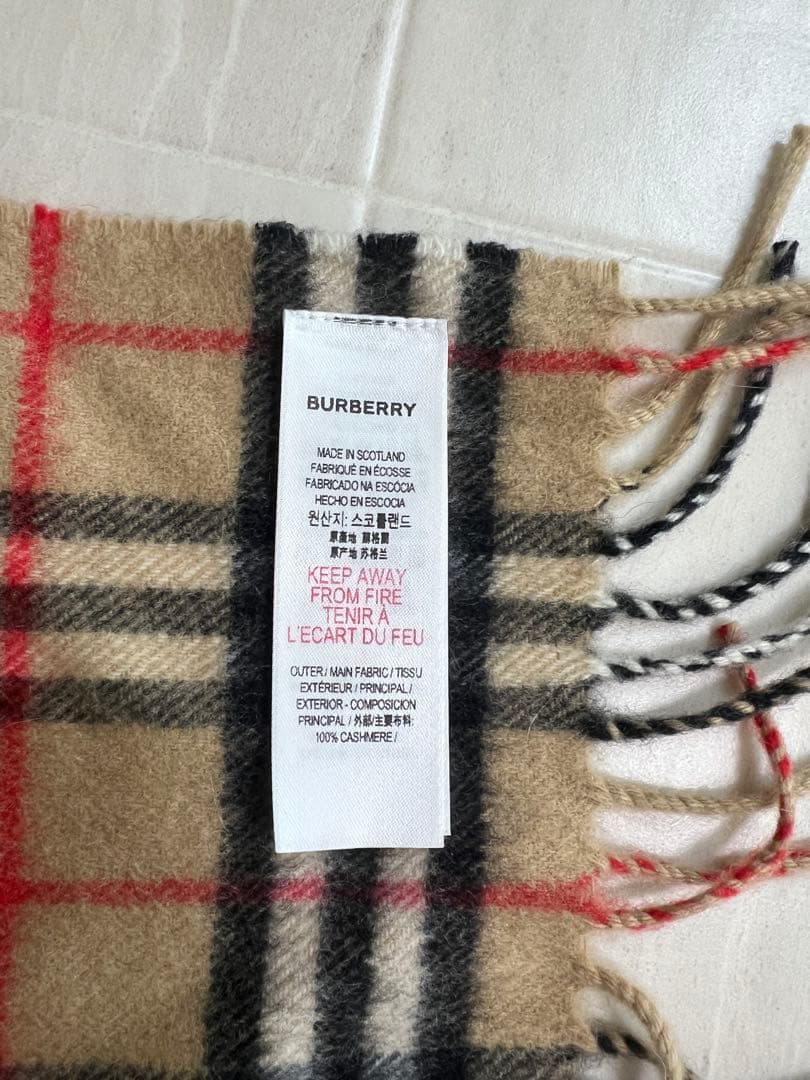 BURBERRY
MADE IN SCOTLAND
FABRIQUÉ EN ÉCOSSE
FABRICADO NA ESCÓCIA
HECHO EN ESCOCIA
원산지: 스코틀랜드
原產地 蘇格蘭
原产地 苏格兰
KEEP AWAY
FROM FIRE
TENIR À
L'ECART DU FEU
OUTER / MAIN FABRIC / TISSU
EXTÉRIEUR / PRINCIPAL /
EXTERIOR - COMPOSICION
PRINCIPAL / 外部/主要布料:
100% CASHMERE /